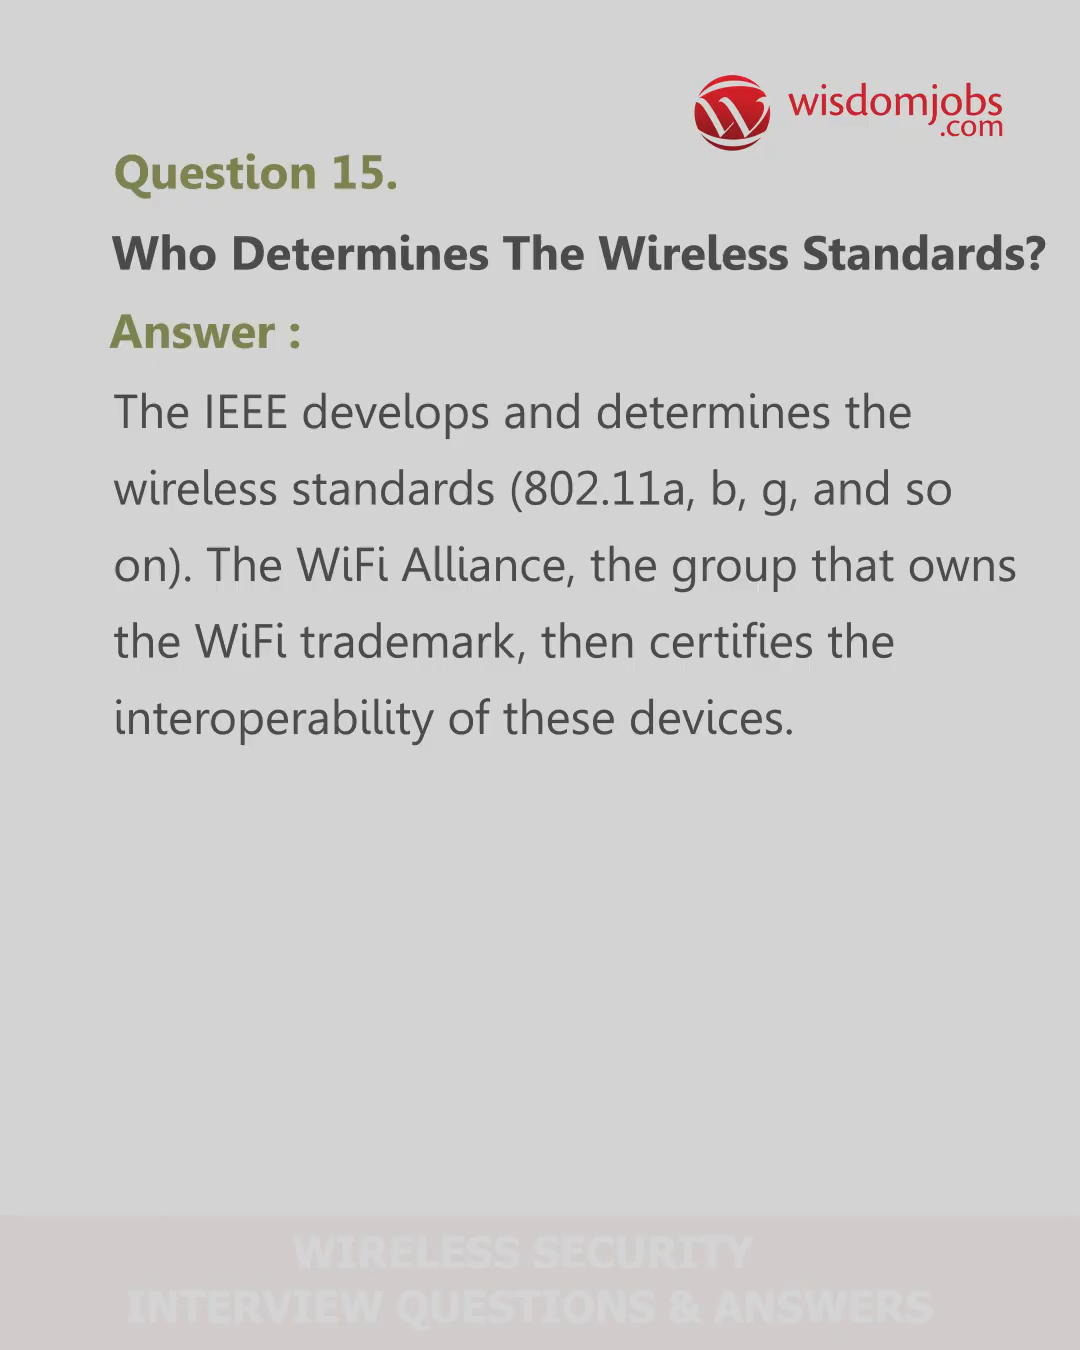 wisdomjobs
.com
Question 15.
Who Determines The Wireless Standards?
Answer :
The IEEE develops and determines the
wireless standards (802.11a, b, g, and so
on). The WiFi Alliance, the group that owns
the WiFi trademark, then certifies the
interoperability of these devices.
WIRELESS SECURITY
INTERVIEW QUESTIONS & ANSWERS